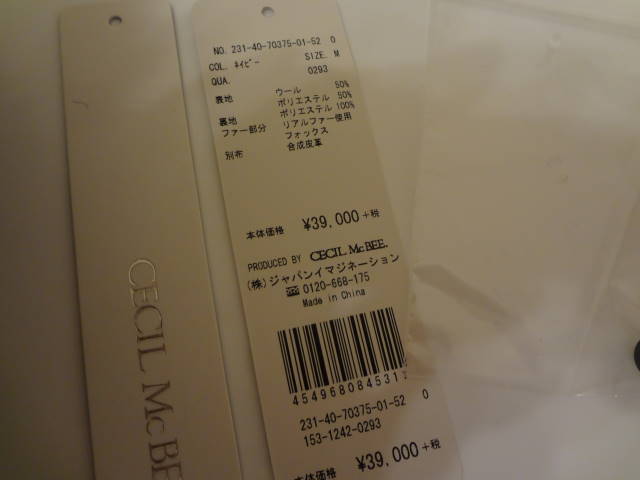 NO. 231-40-70375-01-52 0
COL. ネイビー SIZE. M
QUA. 0293
表地 ウール 50%
ポリエステル 50%
裏地 ポリエステル 100%
ファー部分 リアルファー使用
フォックス
別布 合成皮革
本体価格 ¥39,000 +税
PRODUCED BY CECIL McBEE.
(株)ジャパンイマジネーション
0120-668-175
Made in China
454968084531
231-40-70375-01-52 0
153-1242-0293
本体価格 ¥39,000 +税
CECIL McBEE